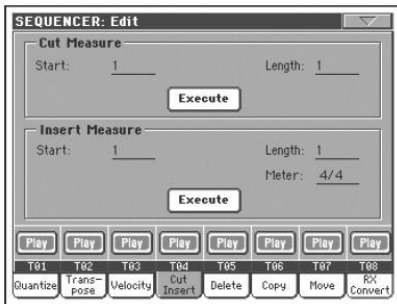 SEQUENCER: Edit
Cut Measure
Start: 1 Length: 1
Execute
Insert Measure
Start: 1 Length: 1
Meter: 4/4
Execute
Play Play Play Play Play Play Play Play
T01 T02 T03 T04 T05 T06 T07 T08
Quantize Trans-pose Velocity Cut Insert Delete Copy Move RX Convert